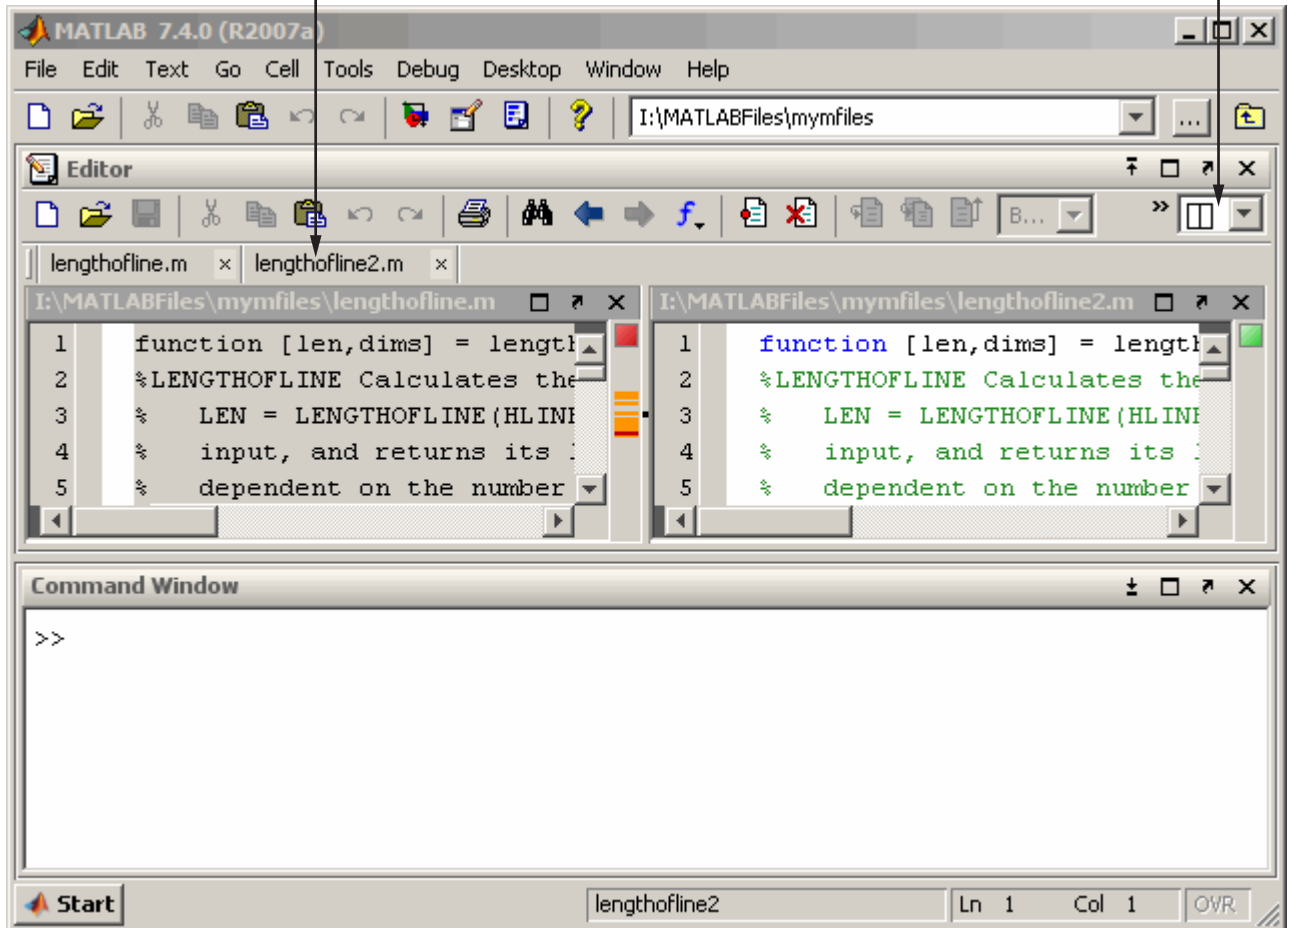 MATLAB 7.4.0 (R2007a)
File Edit Text Go Cell Tools Debug Desktop Window Help
I:\MATLABFiles\mymfiles ...
Editor
B...
lengthofline.m lengthofline2.m
I:\MATLABFiles\mymfiles\lengthofline.m
1 function [len,dims] = lengt
2 %LENGTHOFLINE Calculates the
3 % LEN = LENGTHOFLINE(HLIN
4 % input, and returns its
5 % dependent on the number
I:\MATLABFiles\mymfiles\lengthofline2.m
1 function [len,dims] = lengt
2 %LENGTHOFLINE Calculates the
3 % LEN = LENGTHOFLINE(HLIN
4 % input, and returns its
5 % dependent on the number
Command Window
>>
Start lengthofline2 Ln 1 Col 1 OVR